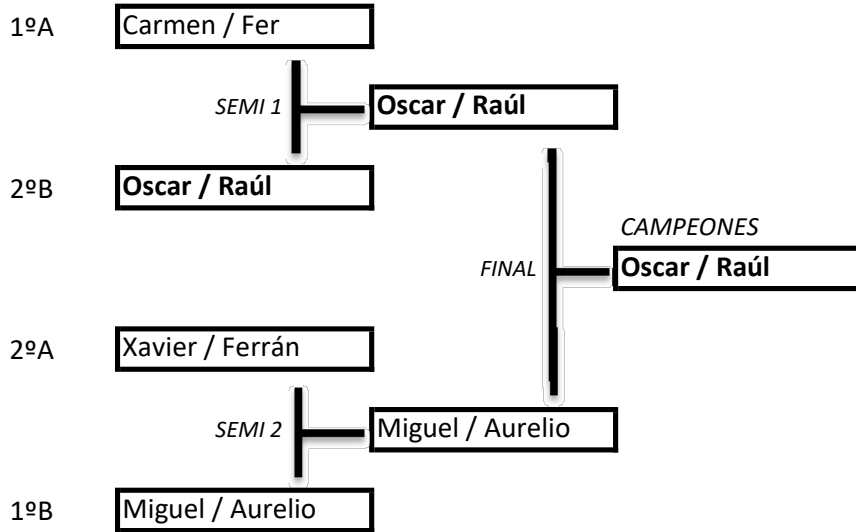 1ºA Carmen / Fer
SEMI 1 Oscar / Raúl
2ºB Oscar / Raúl
CAMPEONES
FINAL Oscar / Raúl
2ºA Xavier / Ferrán
SEMI 2 Miguel / Aurelio
1ºB Miguel / Aurelio